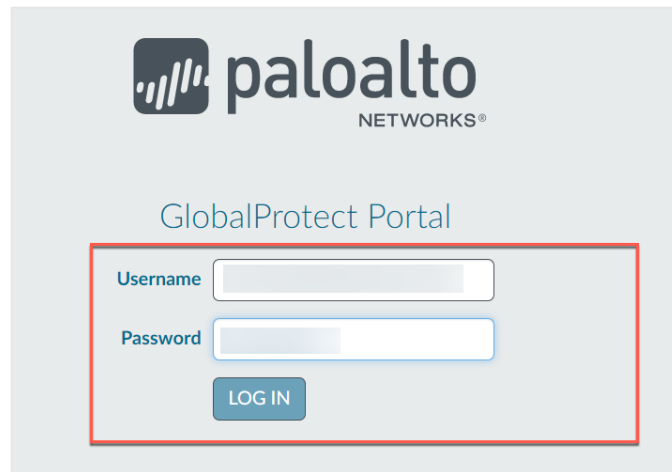 paloalto
NETWORKS®
GlobalProtect Portal
Username
Password
LOG IN